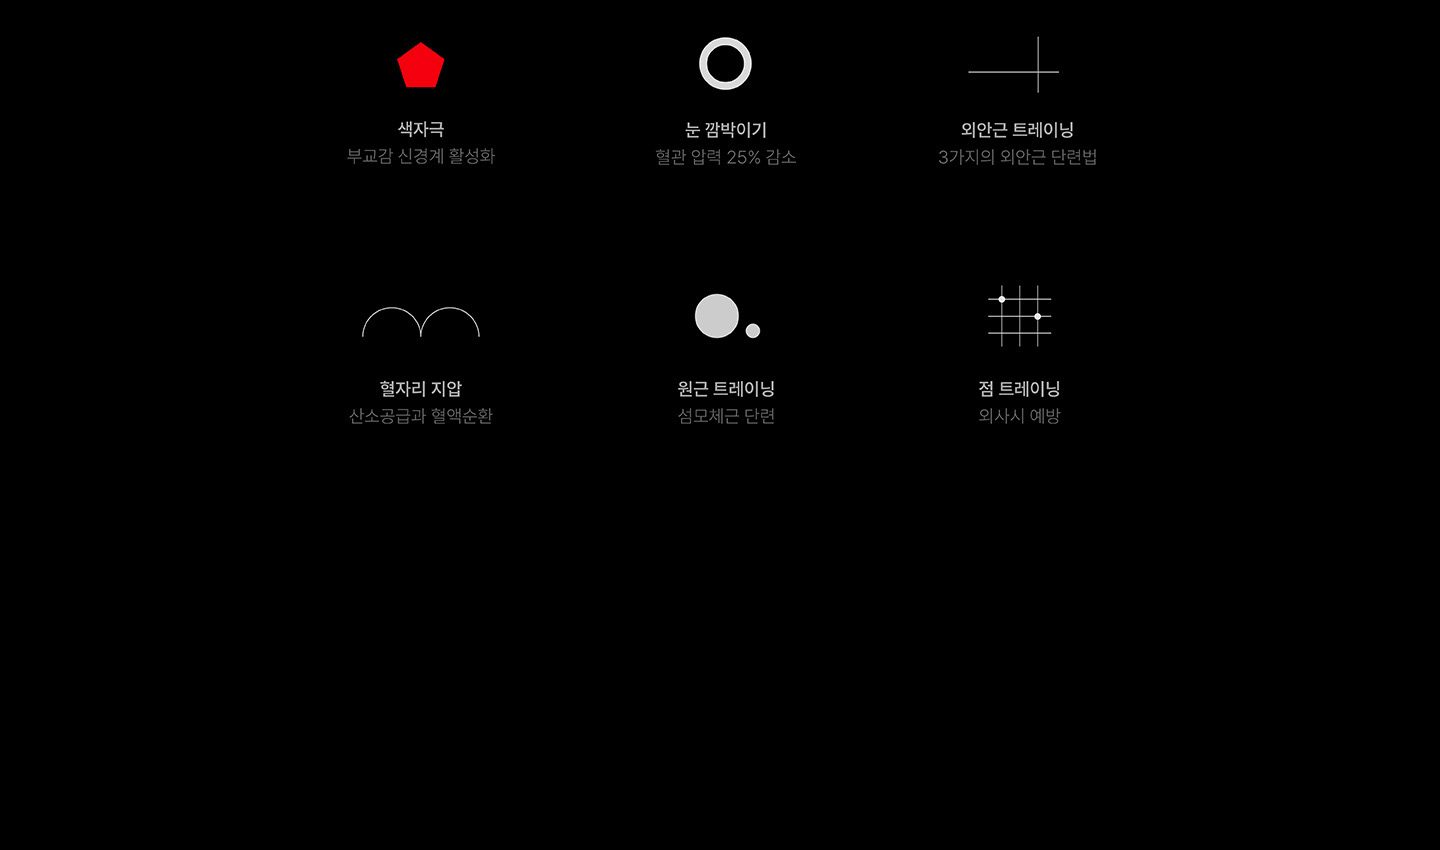 색자극
부교감 신경계 활성화
눈 깜박이기
혈관 압력 25% 감소
외안근 트레이닝
3가지의 외안근 단련법
혈자리 지압
산소공급과 혈액순환
원근 트레이닝
섬모체근 단련
점 트레이닝
외사시 예방